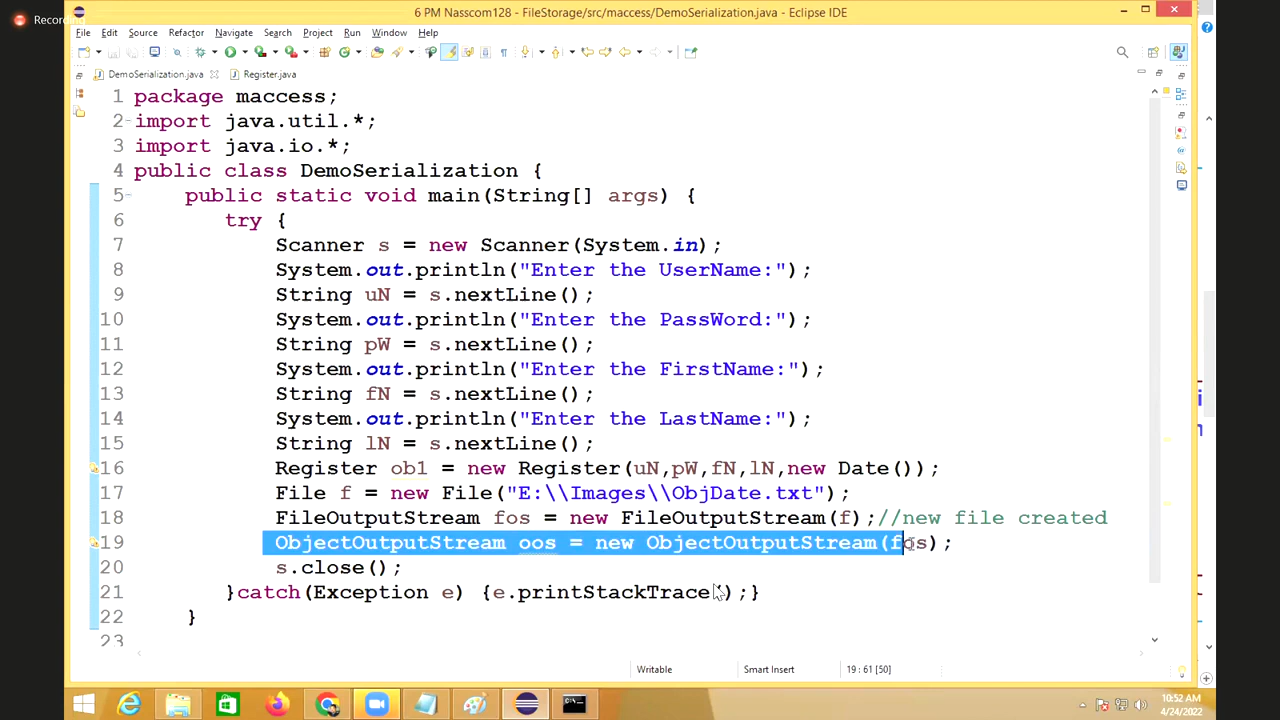 Recording
6 PM Nasscom128 - FileStorage/src/maccess/DemoSerialization.java - Eclipse IDE
File Edit Source Refactor Navigate Search Project Run Window Help
DemoSerialization.java Register.java
1 package maccess;
2 import java.util.*;
3 import java.io.*;
4 public class DemoSerialization {
5 public static void main(String[] args) {
6 try {
7 Scanner s = new Scanner(System.in);
8 System.out.println("Enter the UserName:");
9 String uN = s.nextLine();
10 System.out.println("Enter the PassWord:");
11 String pW = s.nextLine();
12 System.out.println("Enter the FirstName:");
13 String fN = s.nextLine();
14 System.out.println("Enter the LastName:");
15 String lN = s.nextLine();
16 Register ob1 = new Register(uN,pW,fN,lN,new Date());
17 File f = new File("E:\\Images\\ObjDate.txt");
18 FileOutputStream fos = new FileOutputStream(f);//new file created
19 ObjectOutputStream oos = new ObjectOutputStream(fos);
20 s.close();
21 }catch(Exception e) {e.printStackTrace();}
22 }
23
Writable Smart Insert 19 : 61 [50]
10:52 AM
4/24/2022